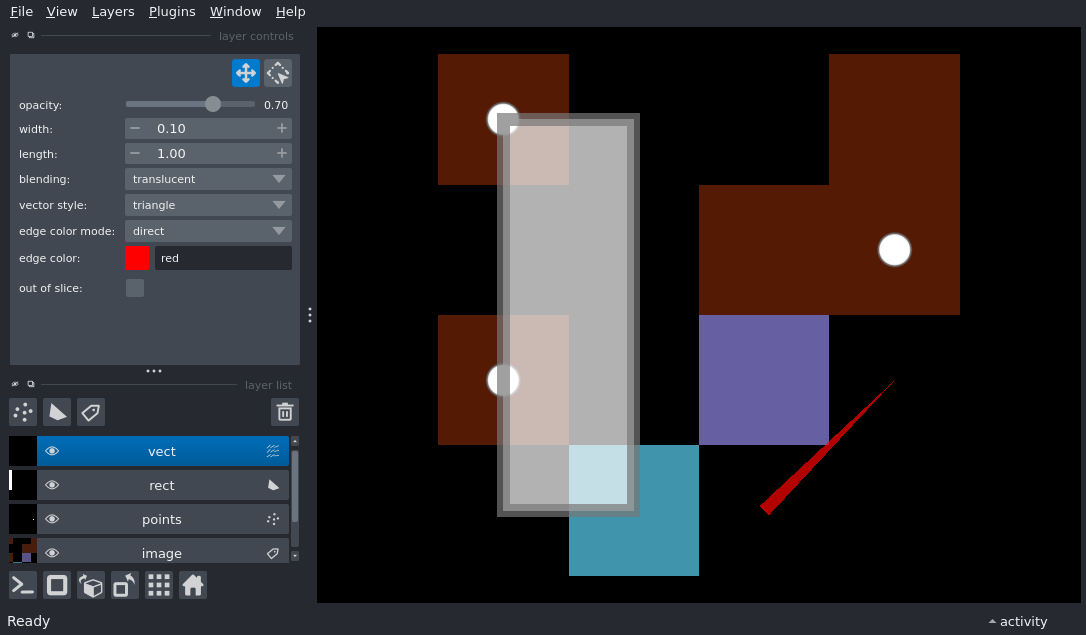 File View Layers Plugins Window Help
layer controls
opacity: 0.70
width: 0.10
length: 1.00
blending: translucent
vector style: triangle
edge color mode: direct
edge color: red
out of slice:
layer list
vect
rect
points
image
Ready
activity